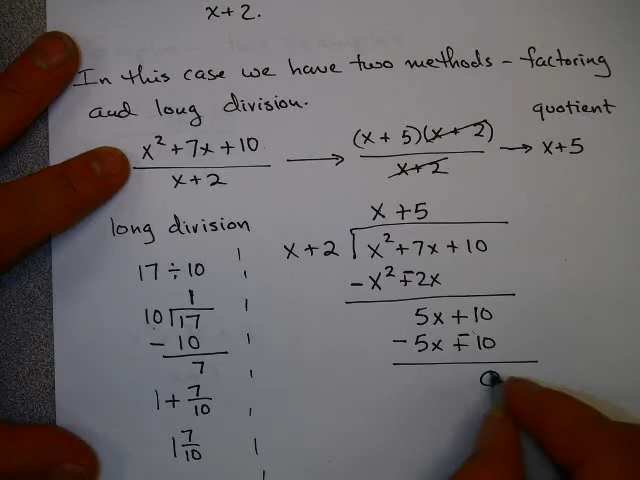 x+2.
In this case we have two methods - factoring
and long division.
quotient
x² + 7x + 10 / x + 2 → (x + 5)(x + 2) / x + 2 → x+5
long division
17 ÷ 10
1
10 17
- 10
7
1 + 7/10
1 7/10
x + 5
x + 2 x² + 7x + 10
- x² ∓ 2x
5x + 10
- 5x ∓ 10
0